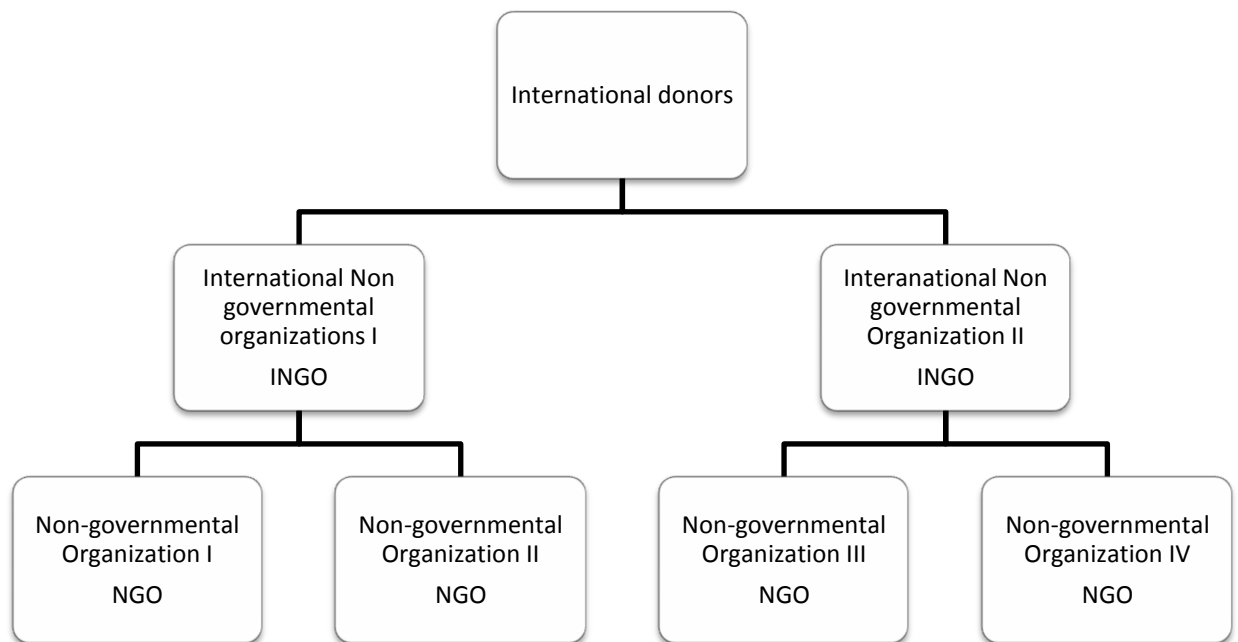 International donors
International Non
governmental
organizations I
INGO
Interanational Non
governmental
Organization II
INGO
Non-governmental
Organization I
NGO
Non-governmental
Organization II
NGO
Non-governmental
Organization III
NGO
Non-governmental
Organization IV
NGO